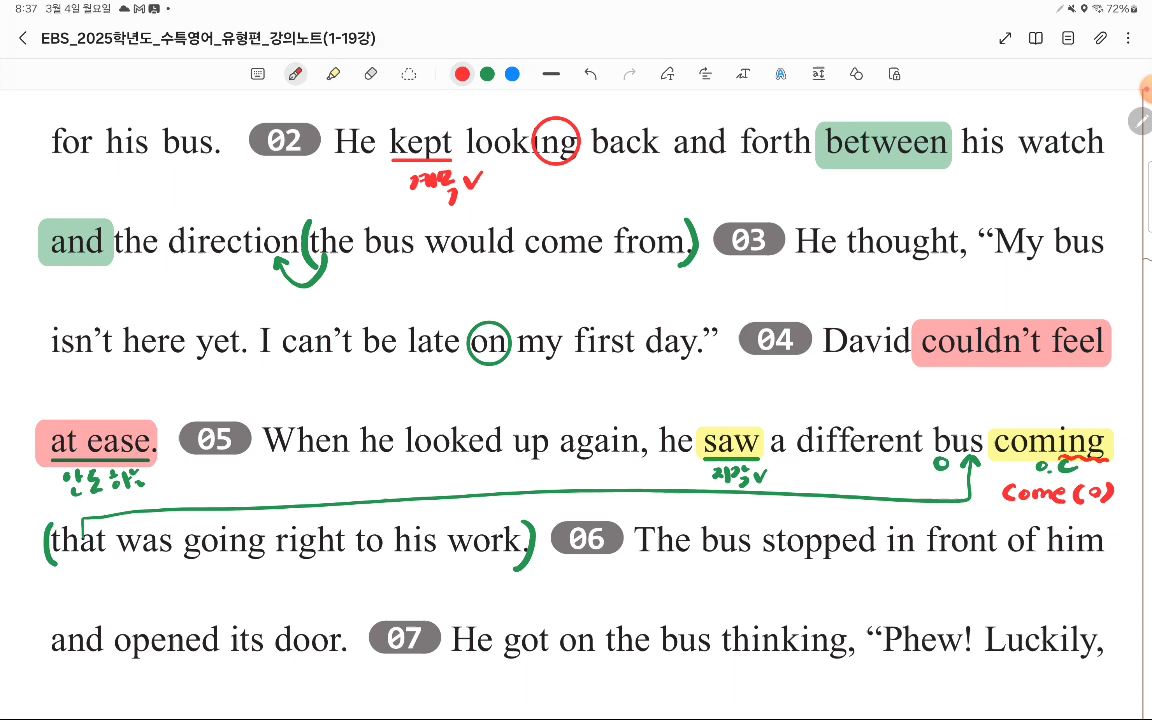 8:37 3월 4일 월요일 72%
EBS_2025학년도_수특영어_유형편_강의노트(1-19강)
for his bus. 02 He kept looking back and forth between his watch
계속 v
and the direction (the bus would come from.) 03 He thought, “My bus
isn’t here yet. I can’t be late on my first day.” 04 David couldn’t feel
at ease. 05 When he looked up again, he saw a different bus coming
안도하는 지각v O O.C
come(O)
(that was going right to his work.) 06 The bus stopped in front of him
and opened its door. 07 He got on the bus thinking, “Phew! Luckily,